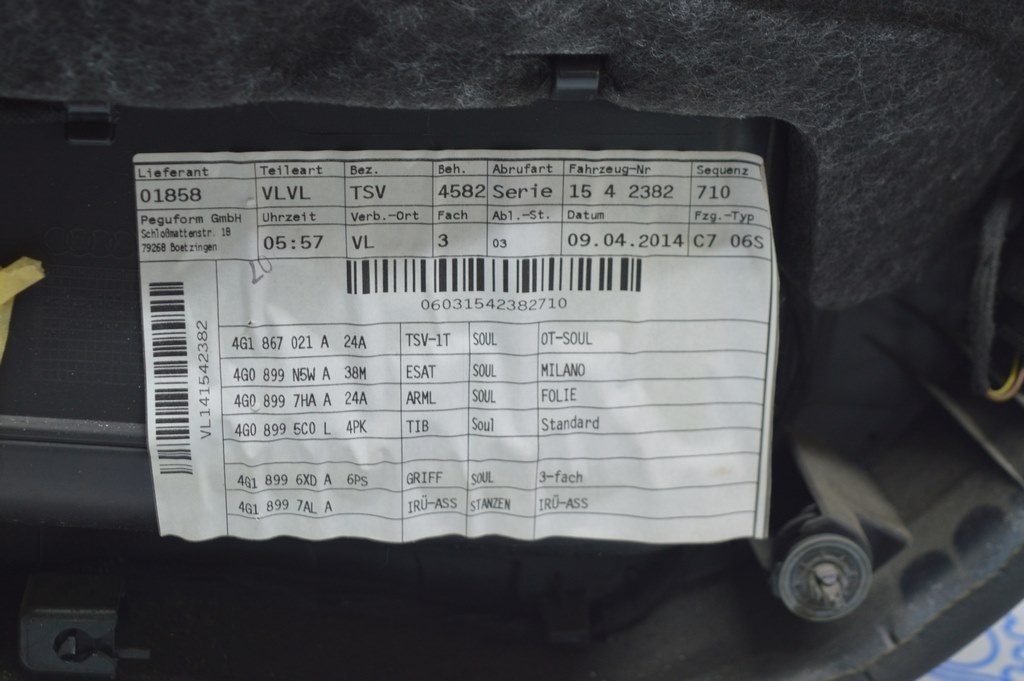 Lieferant Teileart Bez. Beh. Abrufart Fahrzeug-Nr Sequenz
01858 VLVL TSV 4582 Serie 15 4 2382 710
Peguform GmbH Uhrzeit Verb.-Ort Fach Abl.-St. Datum Fzg.-Typ
Schloßmattenstr. 18
79268 Boetzingen 05:57 VL 3 03 09.04.2014 C7 06S
06031542382710
VL141542382
4G1 867 021 A 24A TSV-1T SOUL OT-SOUL
4G0 899 N5W A 38M ESAT SOUL MILANO
4G0 899 7HA A 24A ARML SOUL FOLIE
4G0 899 5C0 L 4PK TIB Soul Standard
4G1 899 6XD A 6PS GRIFF SOUL 3-fach
4G1 899 7AL A IRÜ-ASS STANZEN IRÜ-ASS